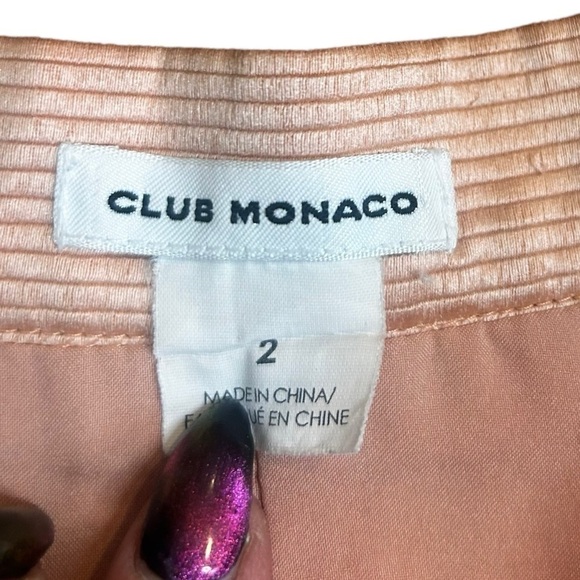 CLUB MONACO
2
MADE IN CHINA/
EN CHINE